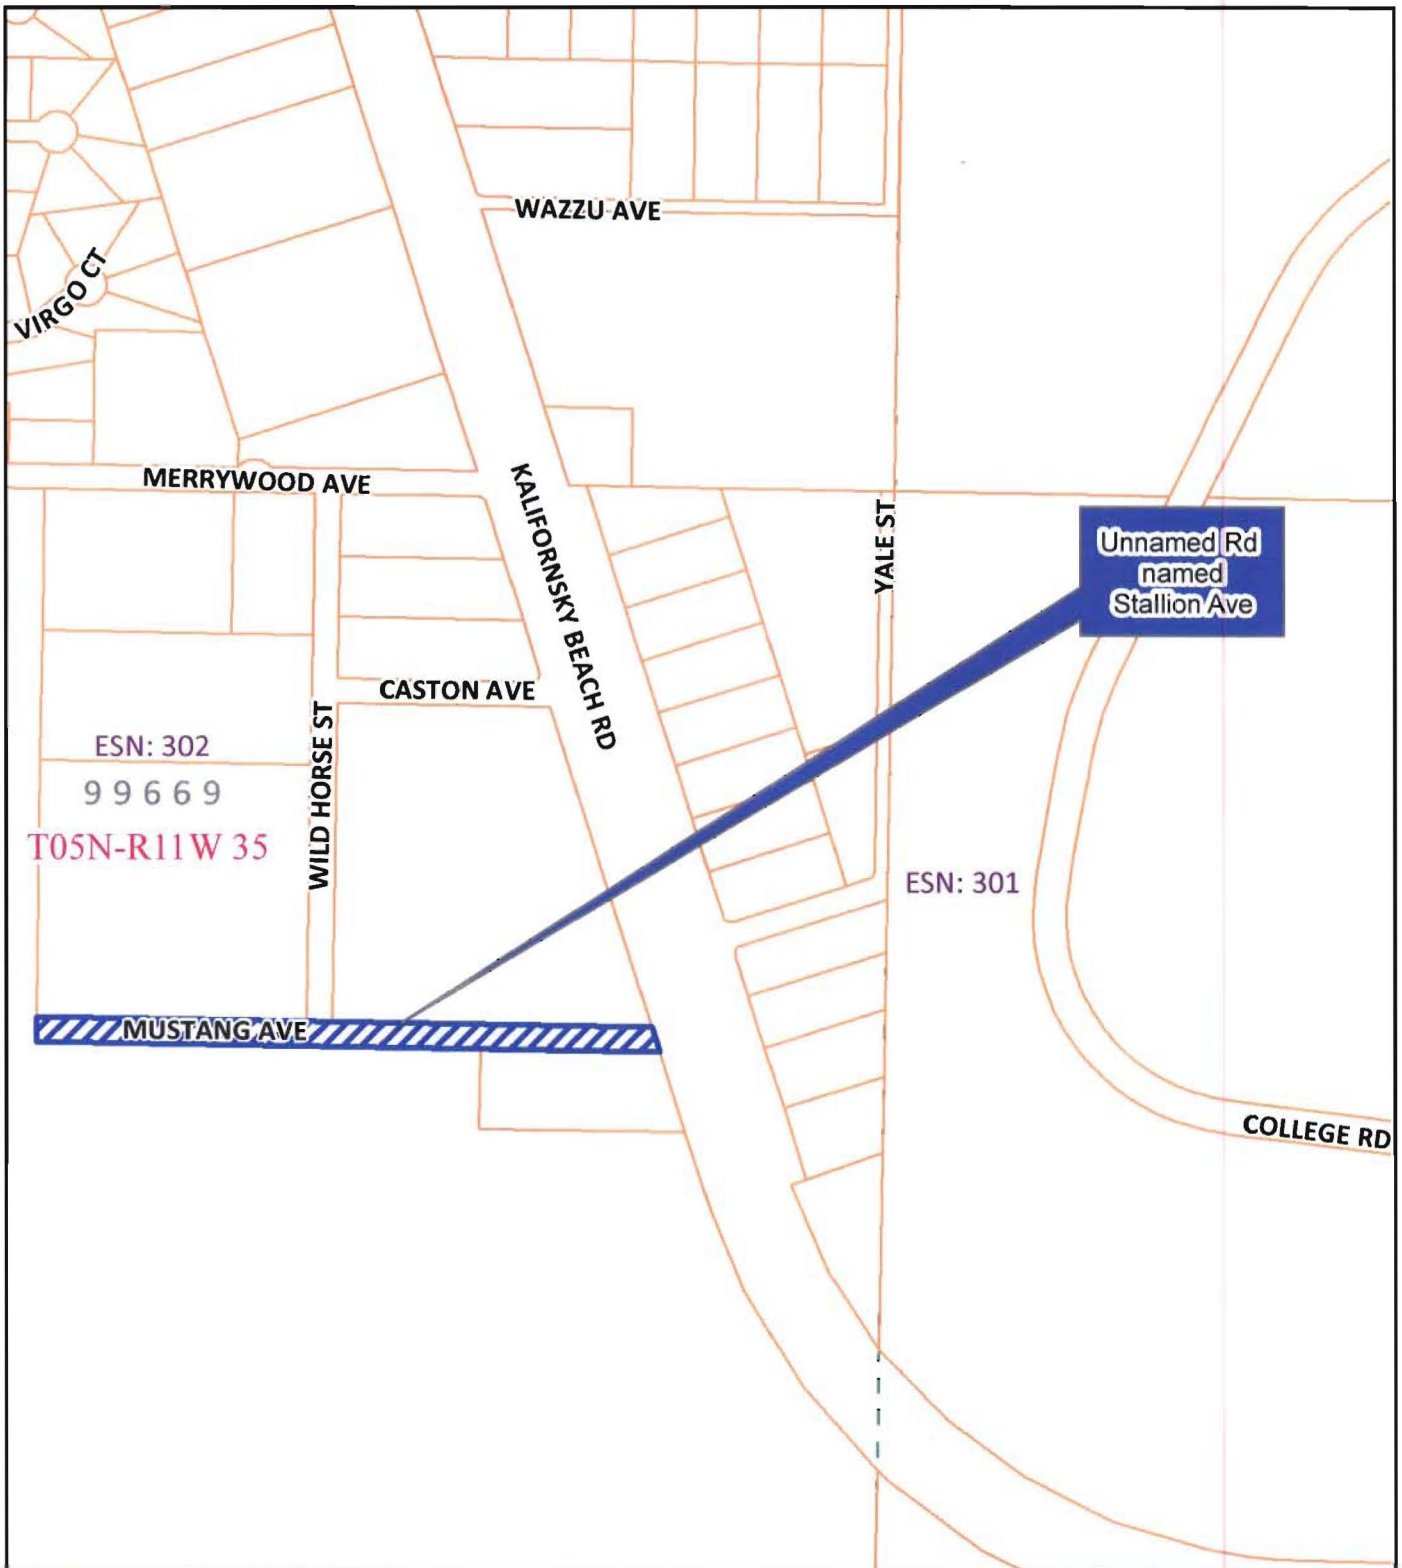 WAZZU AVE
VIRGO CT
MERRYWOOD AVE
KALIFORNSKY BEACH RD
YALE ST
Unnamed Rd
named
Stallion Ave
CASTON AVE
WILD HORSE ST
ESN: 302
99669
T05N-R11W 35
ESN: 301
MUSTANG AVE
COLLEGE RD